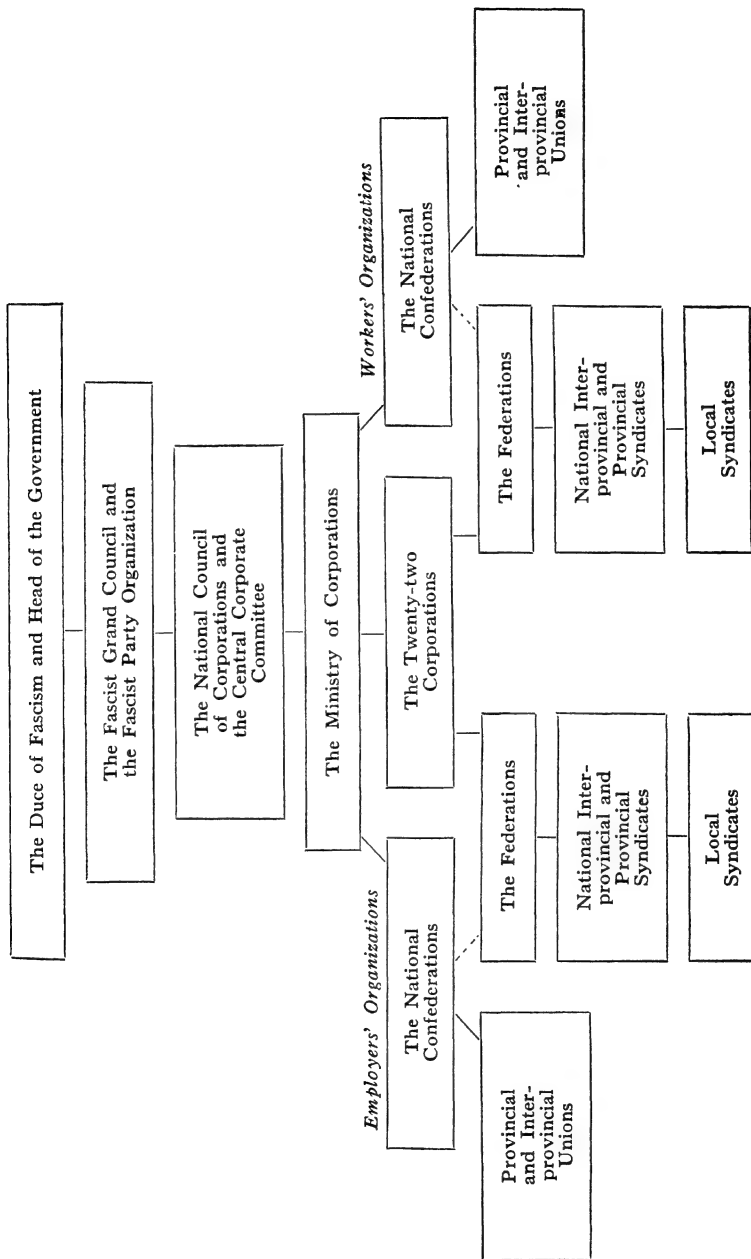 The Duce of Fascism and Head of the Government
The Fascist Grand Council and
the Fascist Party Organization
The National Council
of Corporations and
the Central Corporate
Committee
The Ministry of Corporations
Employers' Organizations
Workers' Organizations
The National
Confederations
The Twenty-two
Corporations
The National
Confederations
Provincial
and Inter-
provincial
Unions
The Federations
The Federations
Provincial
and Inter-
provincial
Unions
National Inter-
provincial and
Provincial
Syndicates
National Inter-
provincial and
Provincial
Syndicates
Local
Syndicates
Local
Syndicates